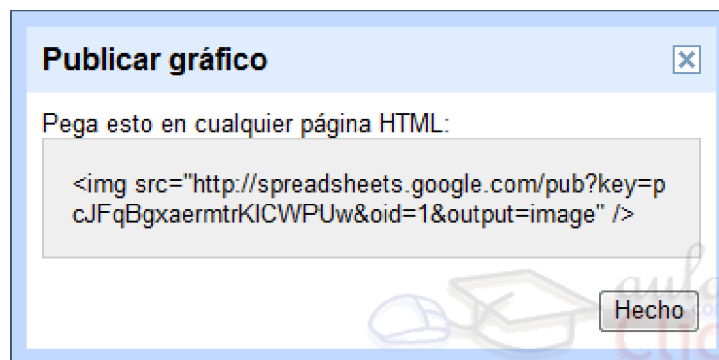 Publicar gráfico
Pega esto en cualquier página HTML:
<img src="http://spreadsheets.google.com/pub?key=p
cJFqBgxaermtrKlCWPUw&oid=1&output=image" />
Hecho